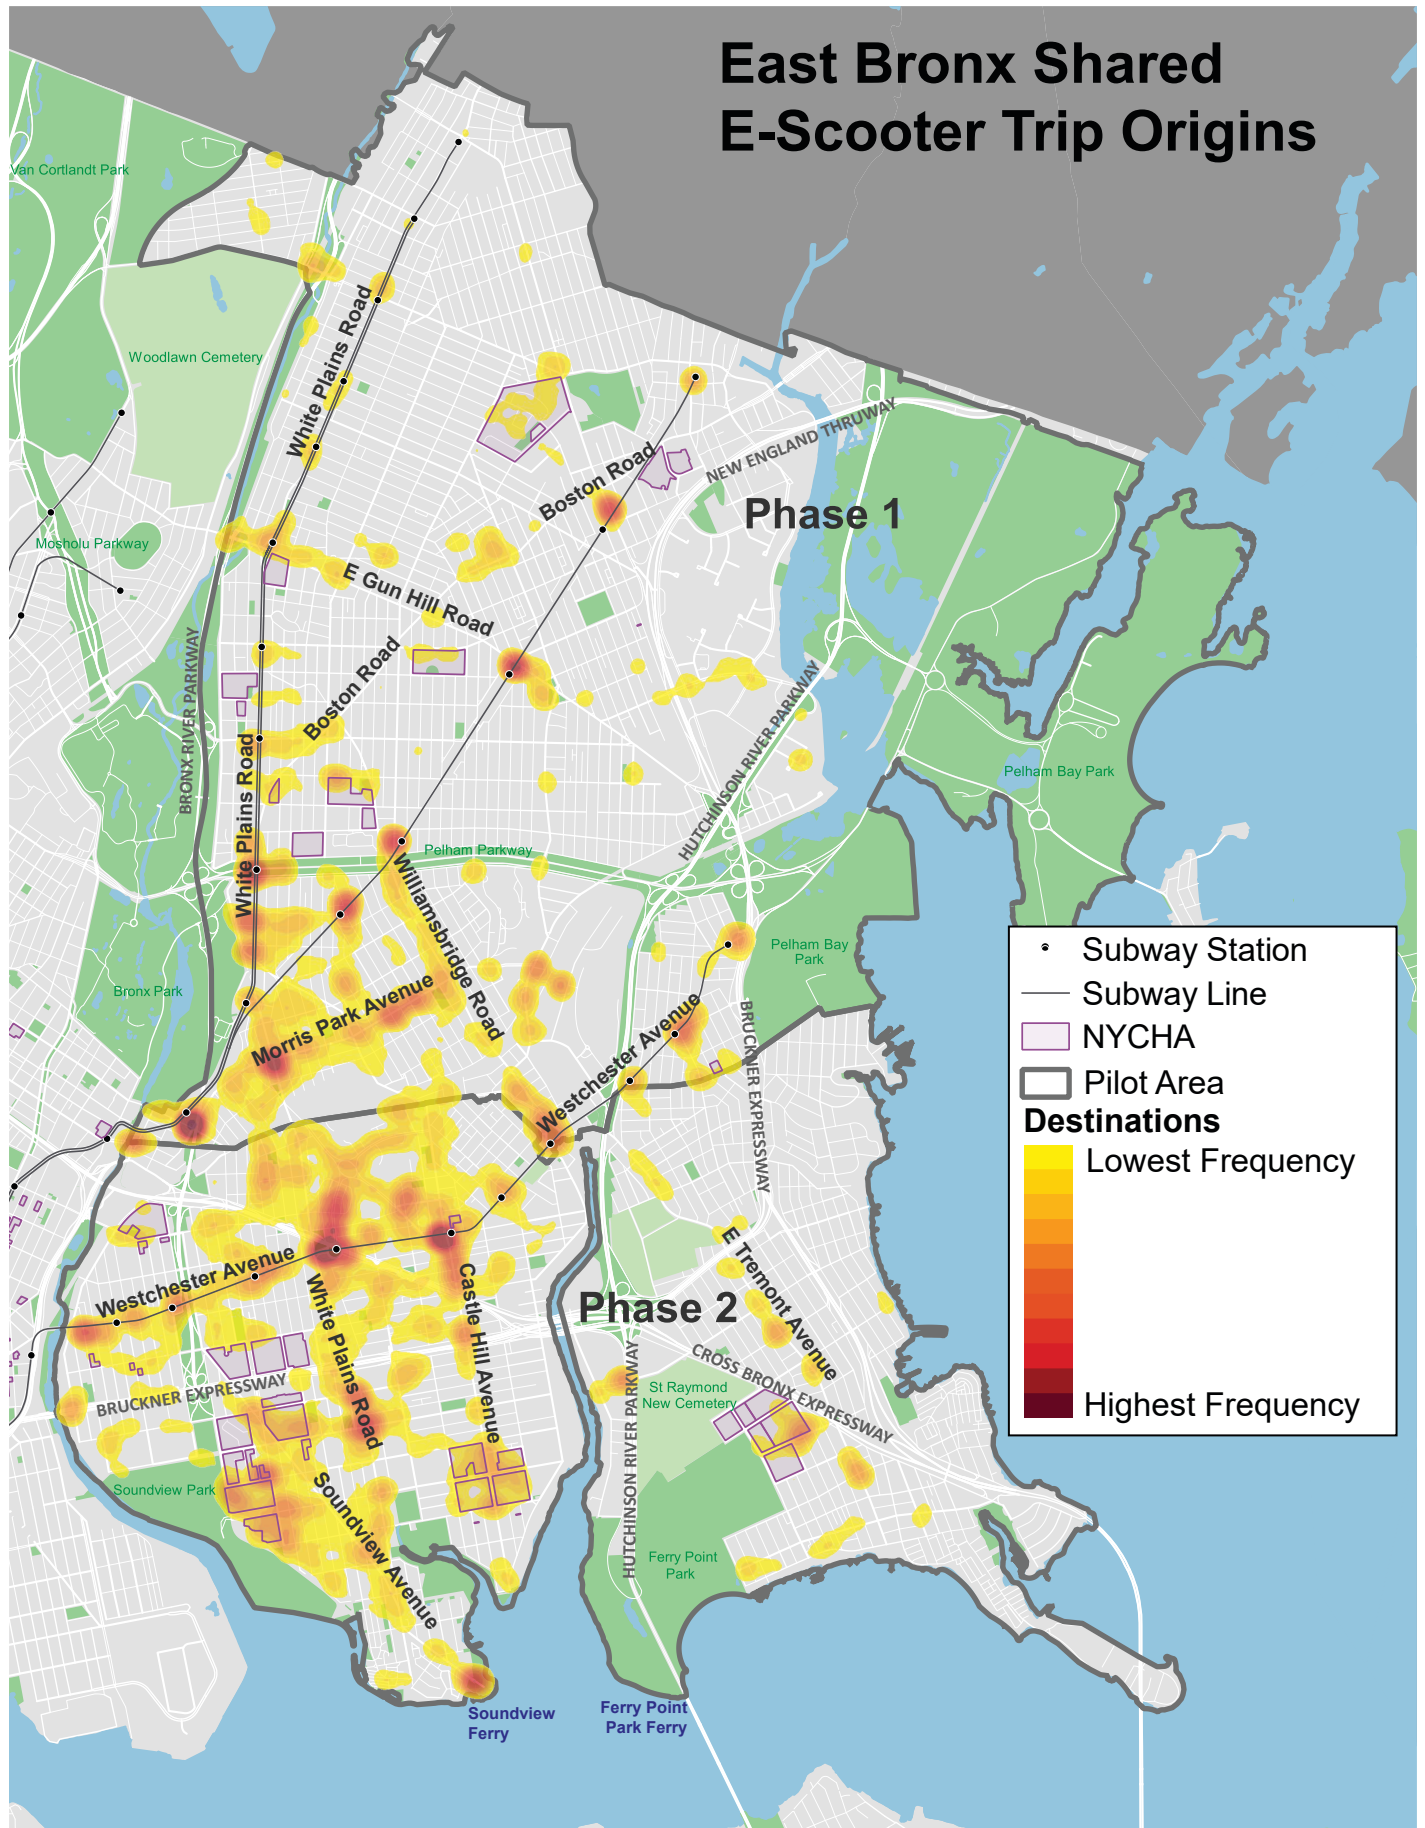 East Bronx Shared
E-Scooter Trip Origins
Van Cortlandt Park
White Plains Road
Woodlawn Cemetery
NEW ENGLAND THRUWAY
Boston Road
Phase 1
Mosholu Parkway
E Gun Hill Road
BRONX RIVER PARKWAY
Boston Road
HUTCHINSON RIVER PARKWAY
Pelham Bay Park
White Plains Road
Pelham Parkway
Williamsbridge Road
Pelham Bay
Park
Bronx Park
Morris Park Avenue
Westchester Avenue
BRUCKNER EXPRESSWAY
Subway Station
Subway Line
NYCHA
Pilot Area
Destinations
Lowest Frequency
Highest Frequency
E Tremont Avenue
Westchester Avenue
White Plains Road
Castle Hill Avenue
Phase 2
BRUCKNER EXPRESSWAY
HUTCHINSON RIVER PARKWAY
CROSS BRONX EXPRESSWAY
St Raymond
New Cemetery
Soundview Park
Soundview Avenue
Ferry Point
Park
Soundview
Ferry
Ferry Point
Park Ferry